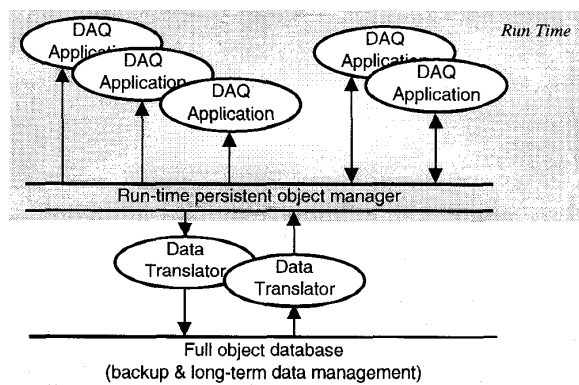 DAQ
Application
DAQ
Application
DAQ
Application
DAQ
Application
DAQ
Application
Run Time
Run-time persistent object manager
Data
Translator
Data
Translator
Full object database
(backup & long-term data management)